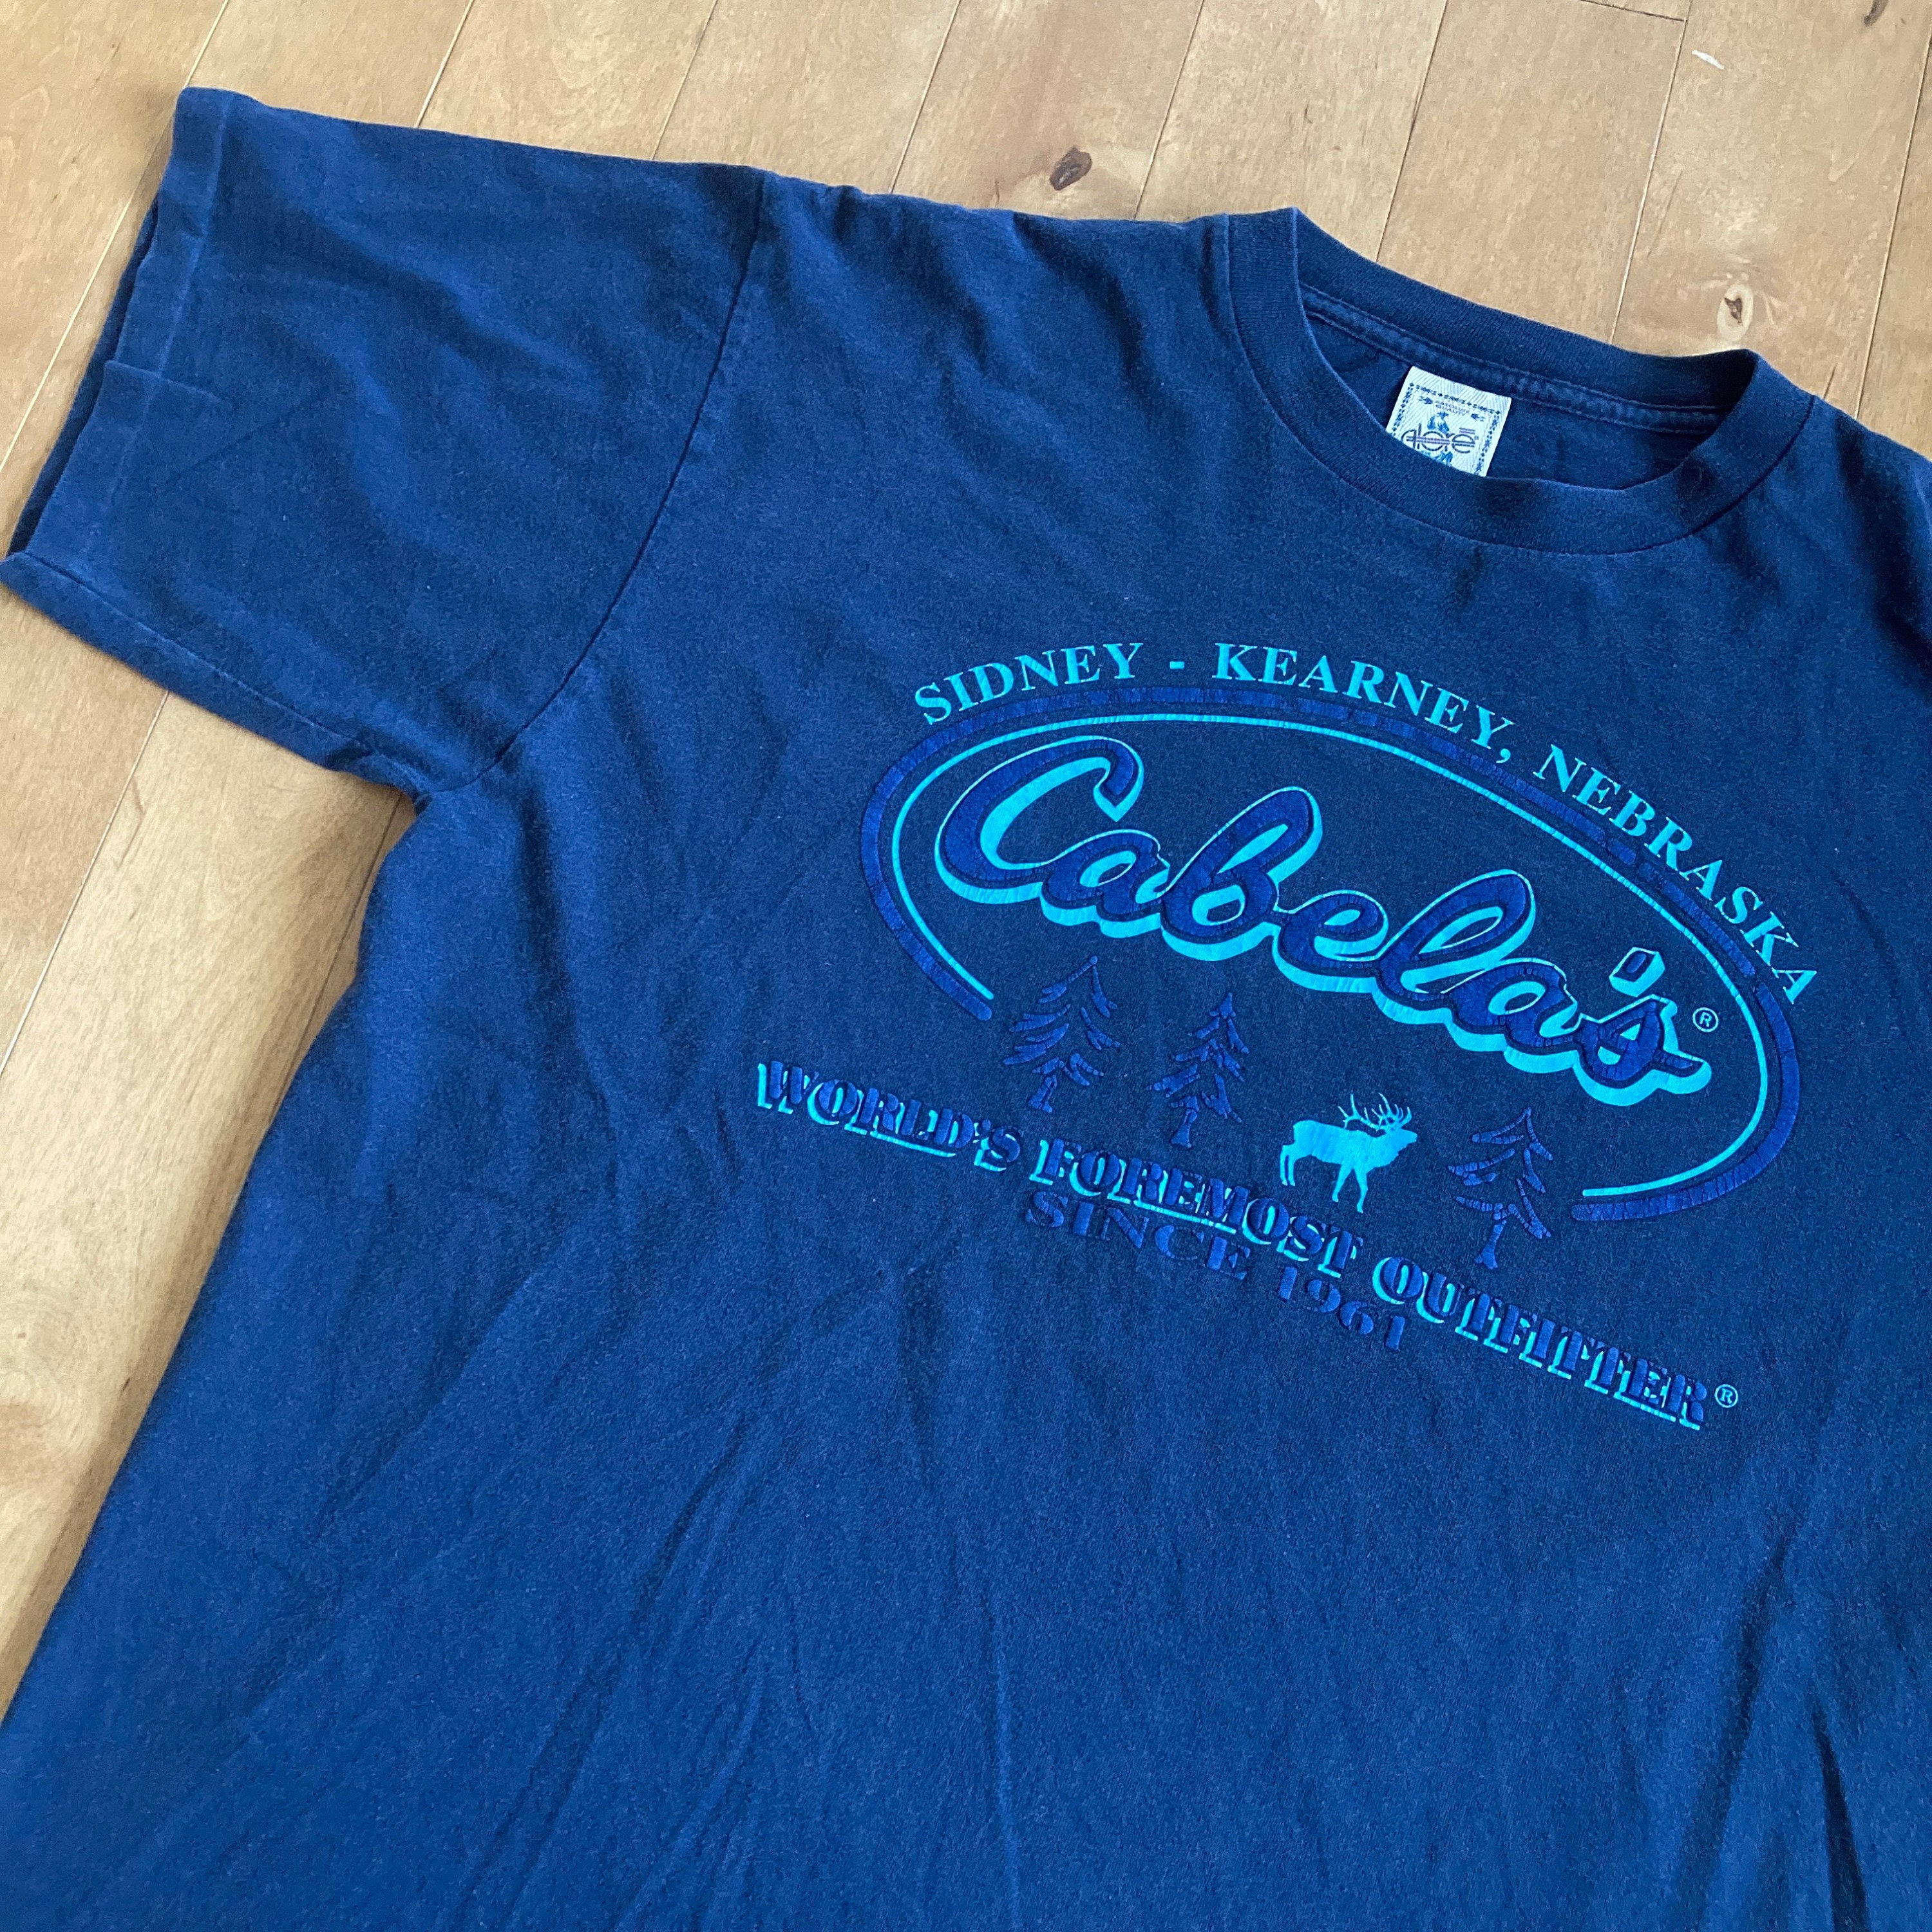 SIDNEY - KEARNEY, NEBRASKA
Cabela's®
WORLD'S FOREMOST OUTFITTER®
SINCE 1961